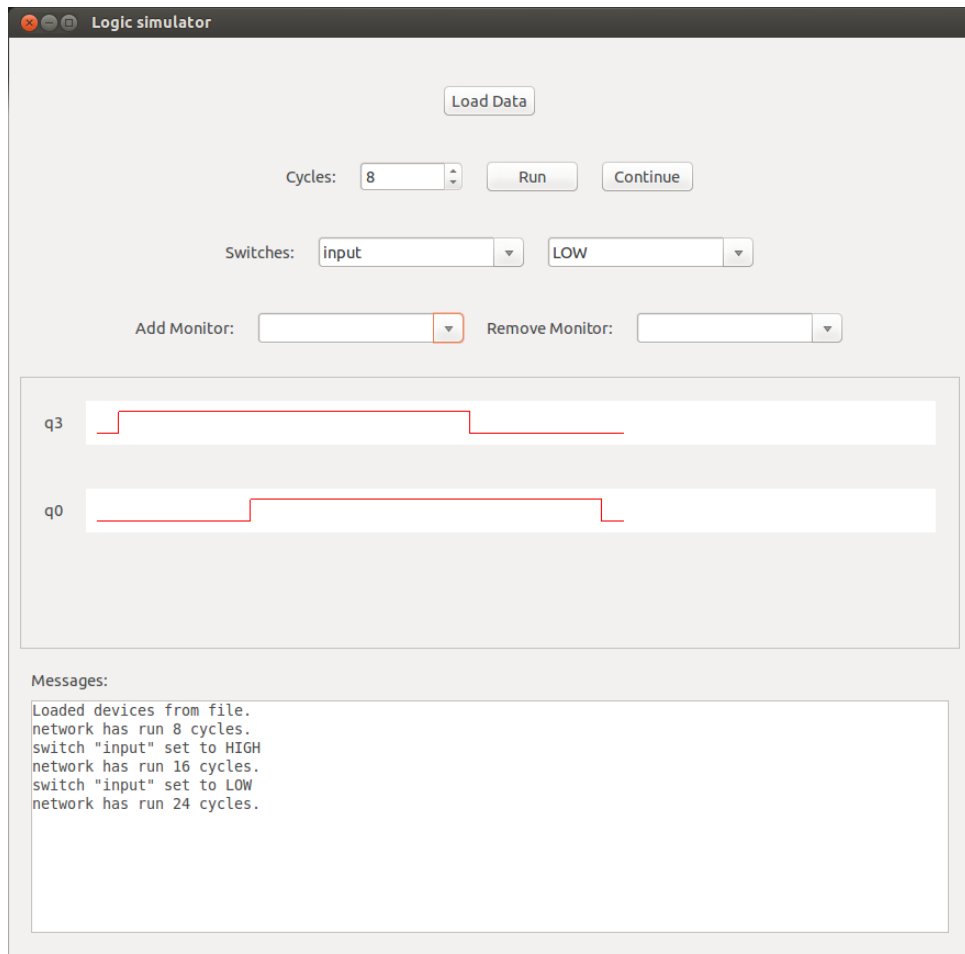 Logic simulator
Load Data
Cycles: 8 Run Continue
Switches: input LOW
Add Monitor: Remove Monitor:
q3
q0
Messages:
Loaded devices from file.
network has run 8 cycles.
switch "input" set to HIGH
network has run 16 cycles.
switch "input" set to LOW
network has run 24 cycles.